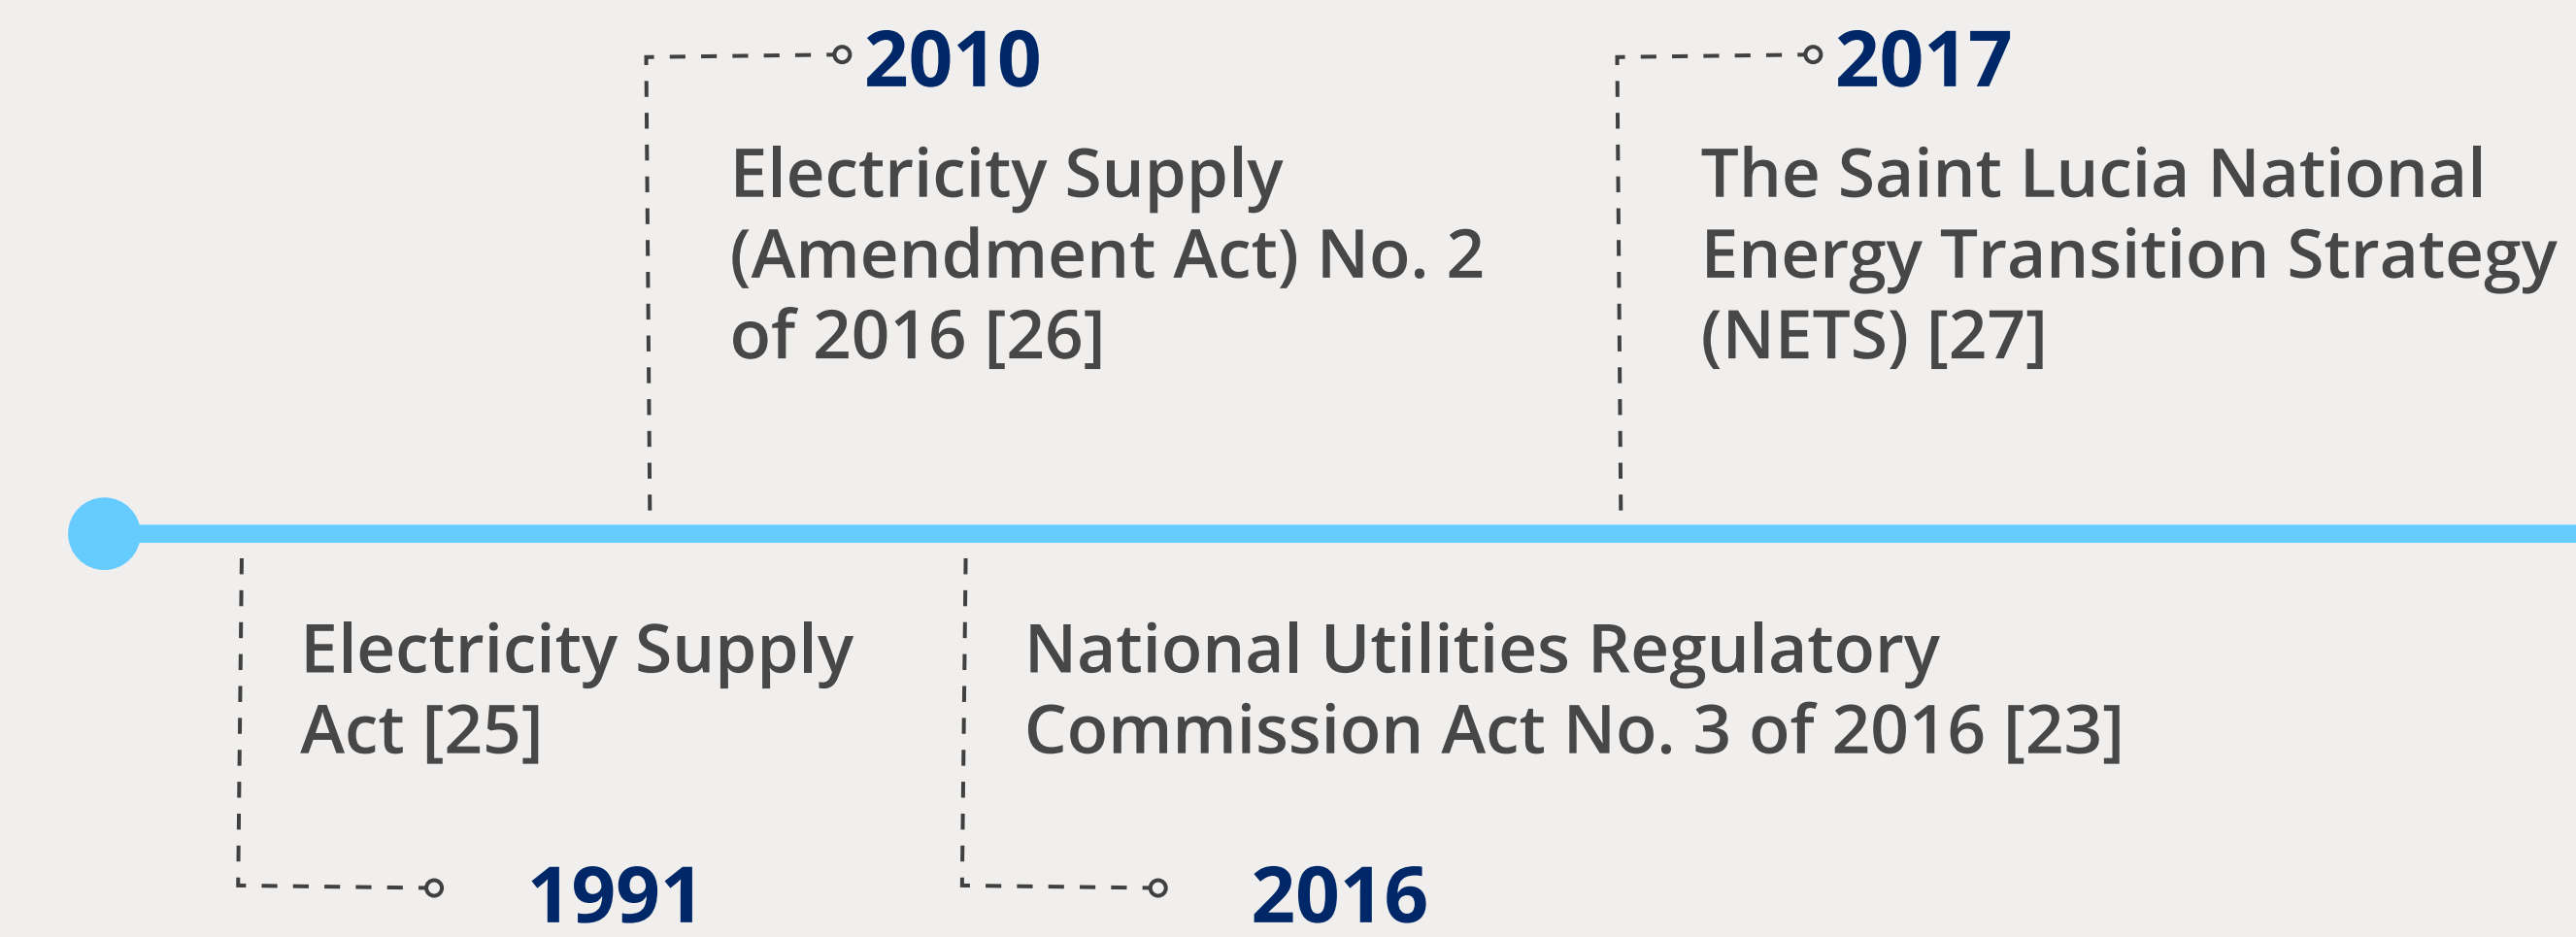 2010
Electricity Supply
(Amendment Act) No. 2
of 2016 [26]
2017
The Saint Lucia National
Energy Transition Strategy
(NETS) [27]
Electricity Supply
Act [25]
1991
National Utilities Regulatory
Commission Act No. 3 of 2016 [23]
2016